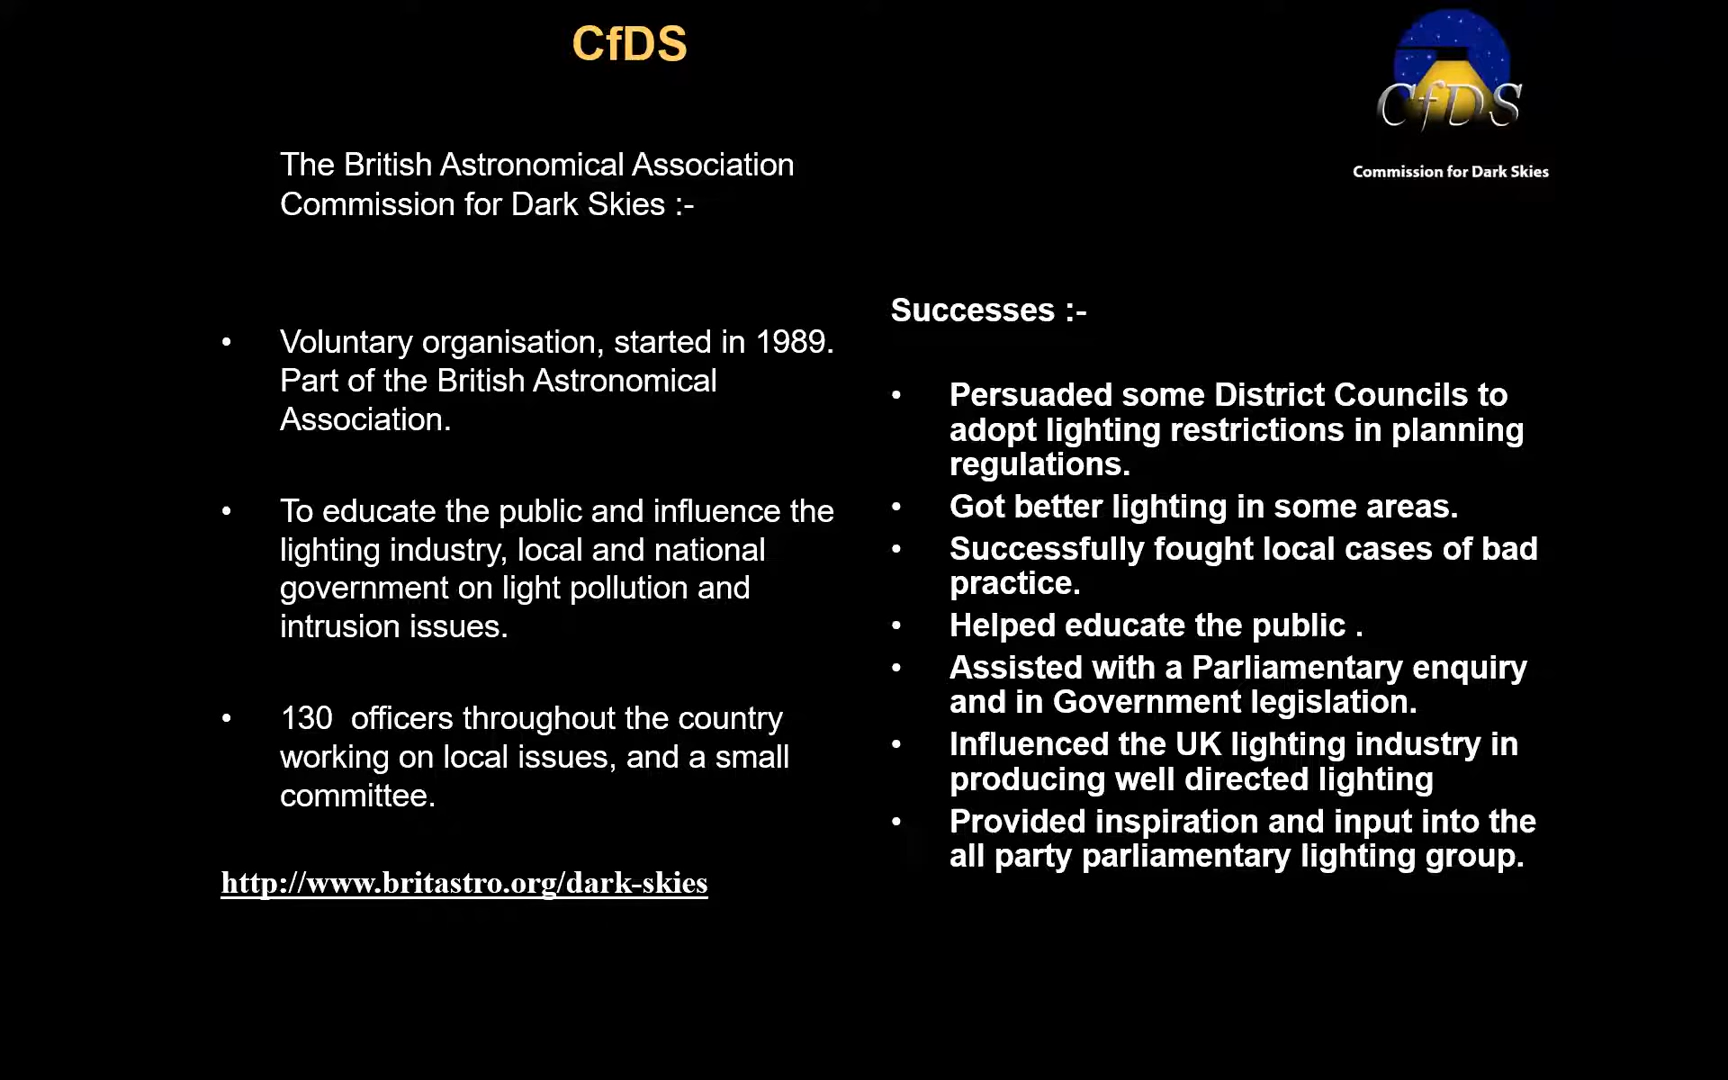 CfDS
CfDS
Commission for Dark Skies
The British Astronomical Association
Commission for Dark Skies :-
• Voluntary organisation, started in 1989.
Part of the British Astronomical
Association.
• To educate the public and influence the
lighting industry, local and national
government on light pollution and
intrusion issues.
• 130  officers throughout the country
working on local issues, and a small
committee.
http://www.britastro.org/dark-skies
Successes :-
• Persuaded some District Councils to
adopt lighting restrictions in planning
regulations.
• Got better lighting in some areas.
• Successfully fought local cases of bad
practice.
• Helped educate the public .
• Assisted with a Parliamentary enquiry
and in Government legislation.
• Influenced the UK lighting industry in
producing well directed lighting
• Provided inspiration and input into the
all party parliamentary lighting group.